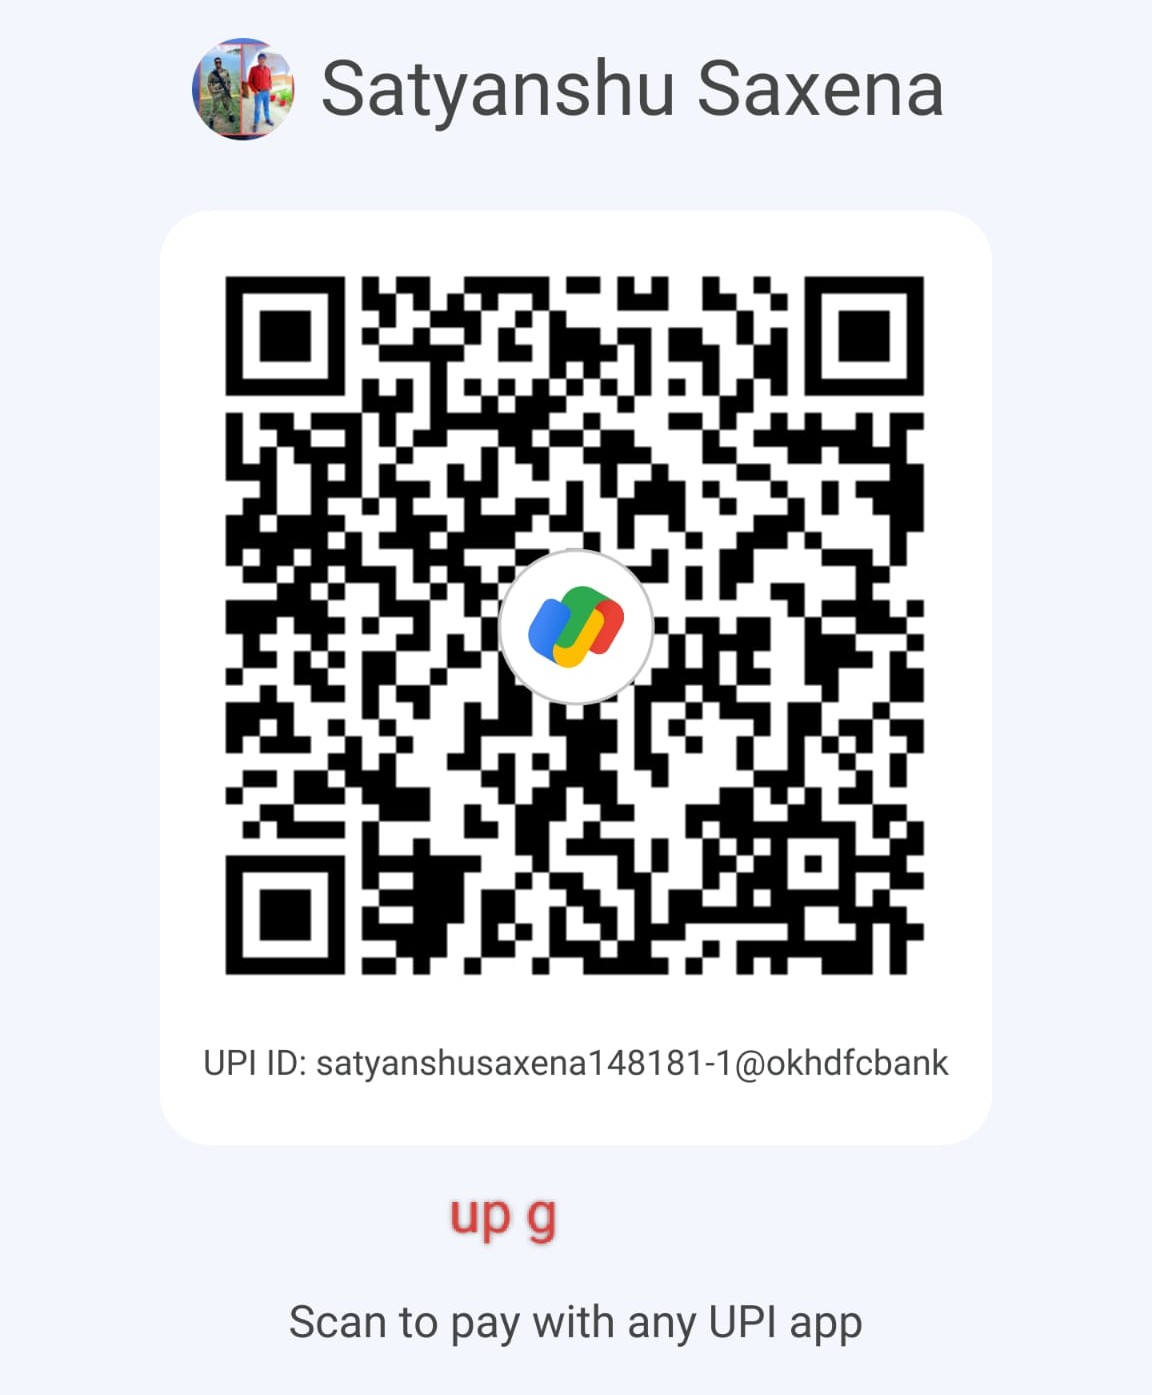 Satyanshu Saxena
UPI ID: satyanshusaxena148181-1@okhdfcbank
up g
Scan to pay with any UPI app